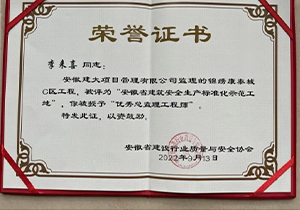 荣誉证书
李来喜 同志：
安徽建大项目管理有限公司监理的锦绣康泰城
C区工程，被评为“安徽省建筑安全生产标准化示范工
地”，你被授予“优秀总监理工程师”。
特发此证，以资鼓励。
安徽省建设行业质量与安全协会
2022年9月13日